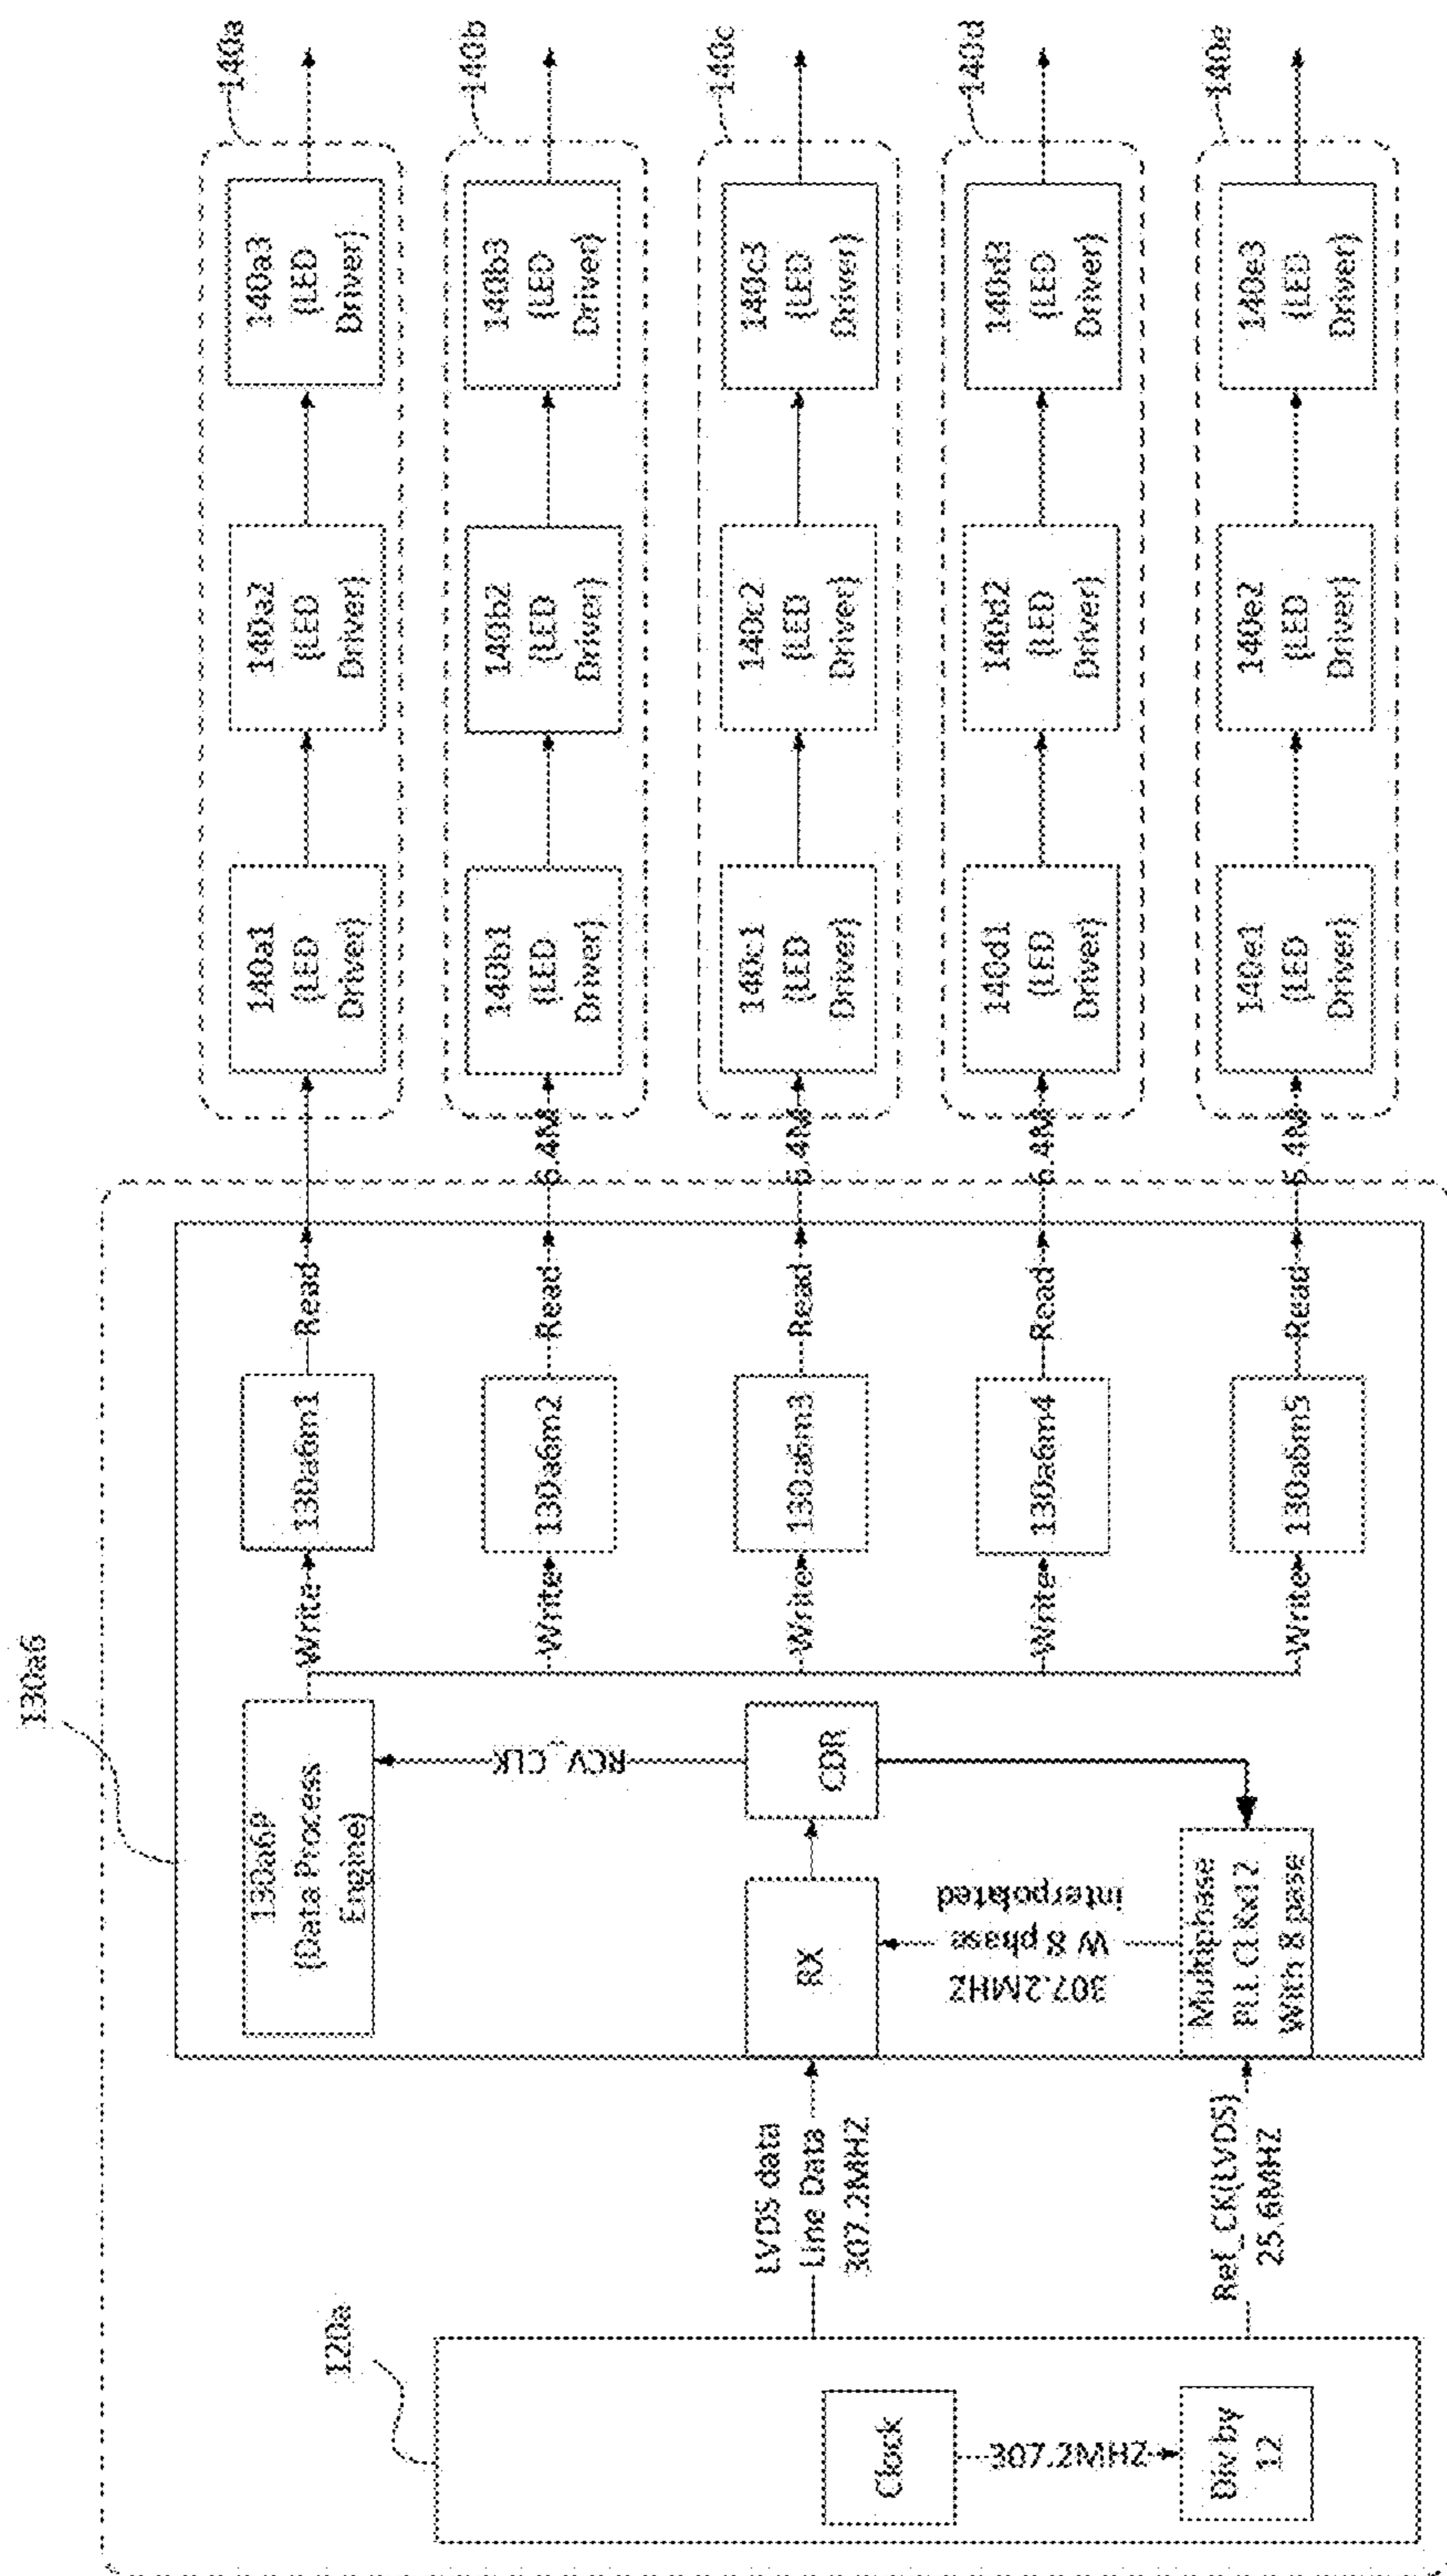 120a
Clock
307.2MHZ
Div by
12
LVDS data
Line Data
307.2MHZ
Ref_CK(LVDS)
25.6MHZ
130a6
130a6P
(Data Process
Engine)
RCV_CLK
RX
CDR
307.2MHZ
W 8 phase
interpolated
Multiphase
PLL CLKx12
With 8 pase
Write
130a6m1
Read
Write
130a6m2
Read
6.4M
Write
130a6m3
Read
6.4M
Write
130a6m4
Read
6.4M
Write
130a6m5
Read
6.4M
140a
140a1
(LED
Driver)
140a2
(LED
Driver)
140a3
(LED
Driver)
140b
140b1
(LED
Driver)
140b2
(LED
Driver)
140b3
(LED
Driver)
140c
140c1
(LED
Driver)
140c2
(LED
Driver)
140c3
(LED
Driver)
140d
140d1
(LED
Driver)
140d2
(LED
Driver)
140d3
(LED
Driver)
140e
140e1
(LED
Driver)
140e2
(LED
Driver)
140e3
(LED
Driver)